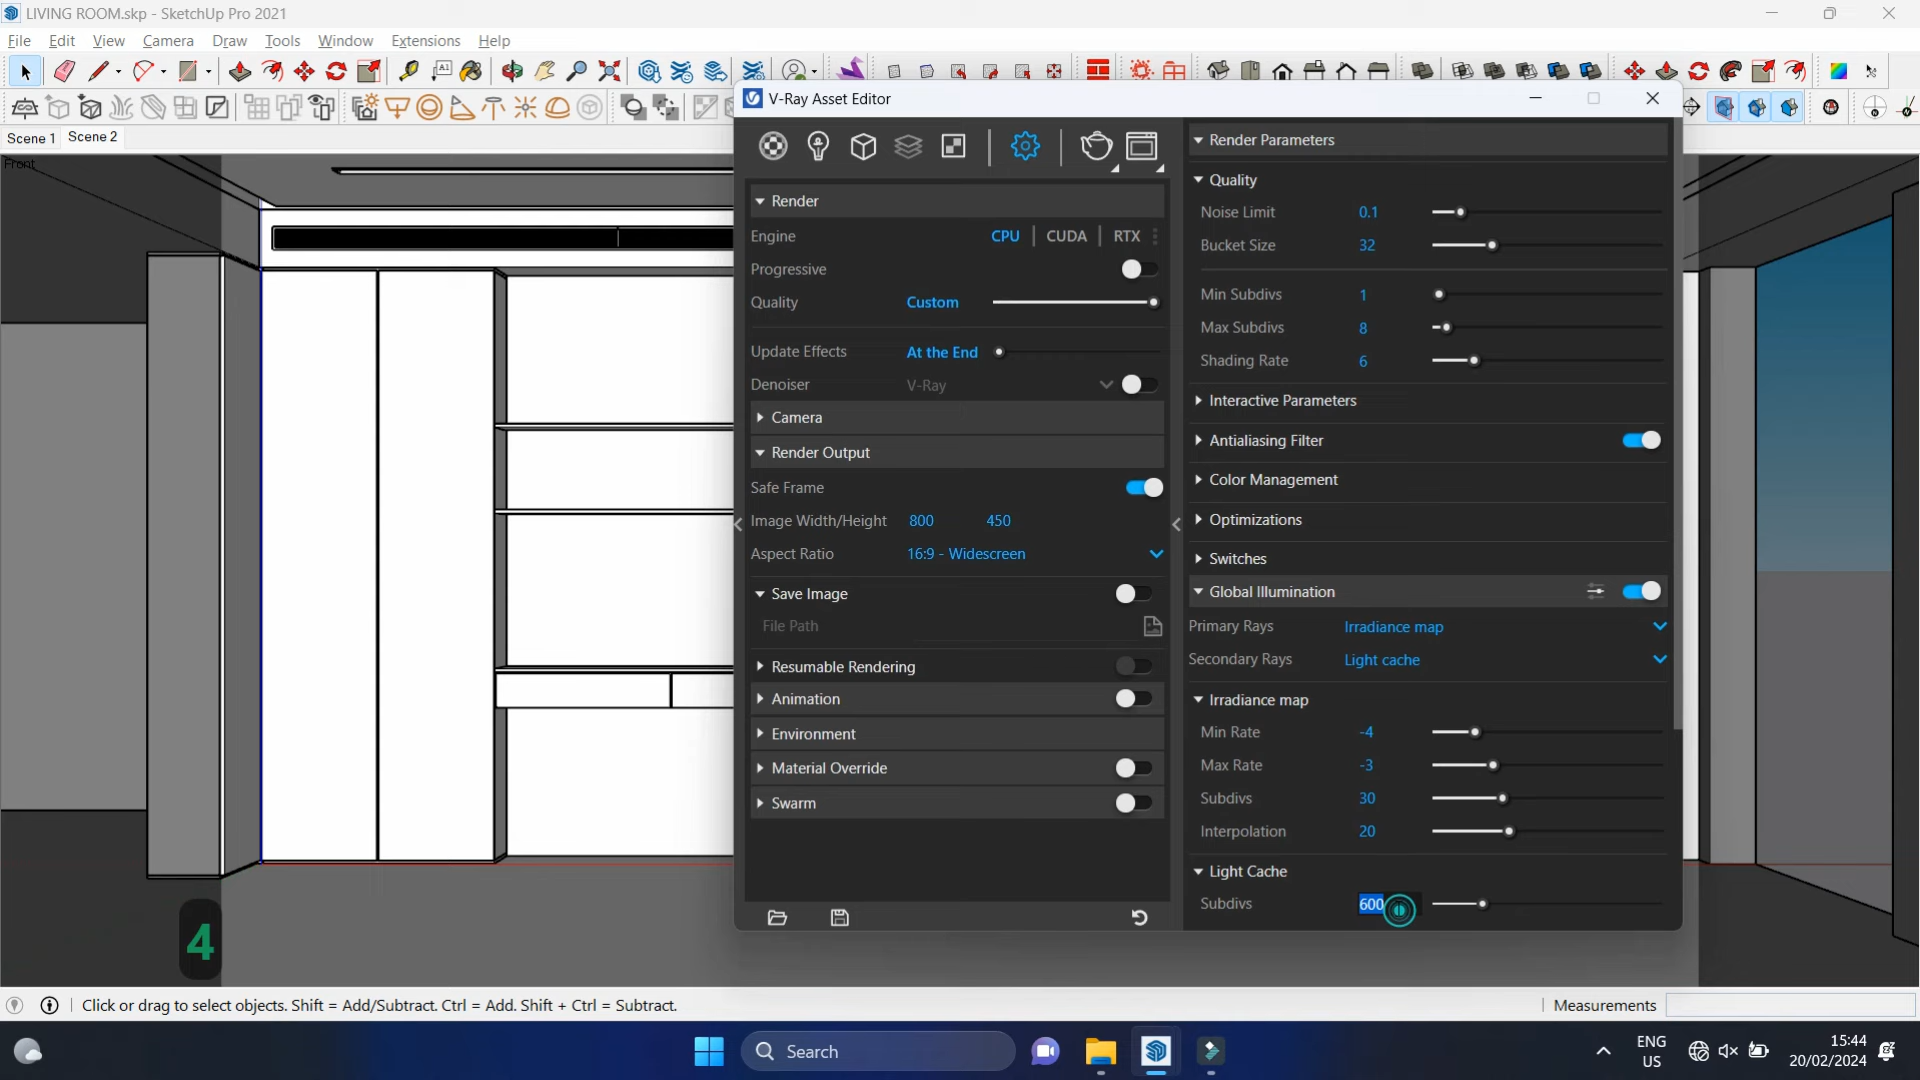 LIVING ROOM.skp - SketchUp Pro 2021
File Edit View Camera Draw Tools Window Extensions Help
V-Ray Asset Editor
Scene 1 Scene 2
Front
Render
Engine CPU CUDA RTX
Progressive
Quality Custom
Update Effects At the End
Denoiser V-Ray
Camera
Render Output
Safe Frame
Image Width/Height 800 450
Aspect Ratio 16:9 - Widescreen
Save Image
File Path
Resumable Rendering
Animation
Environment
Material Override
Swarm
Render Parameters
Quality
Noise Limit 0.1
Bucket Size 32
Min Subdivs 1
Max Subdivs 8
Shading Rate 6
Interactive Parameters
Antialiasing Filter
Color Management
Optimizations
Switches
Global Illumination
Primary Rays Irradiance map
Secondary Rays Light cache
Irradiance map
Min Rate -4
Max Rate -3
Subdivs 30
Interpolation 20
Light Cache
Subdivs 600
4
Click or drag to select objects. Shift = Add/Subtract. Ctrl = Add. Shift + Ctrl = Subtract.
Measurements
Search
ENG
US
15:44
20/02/2024